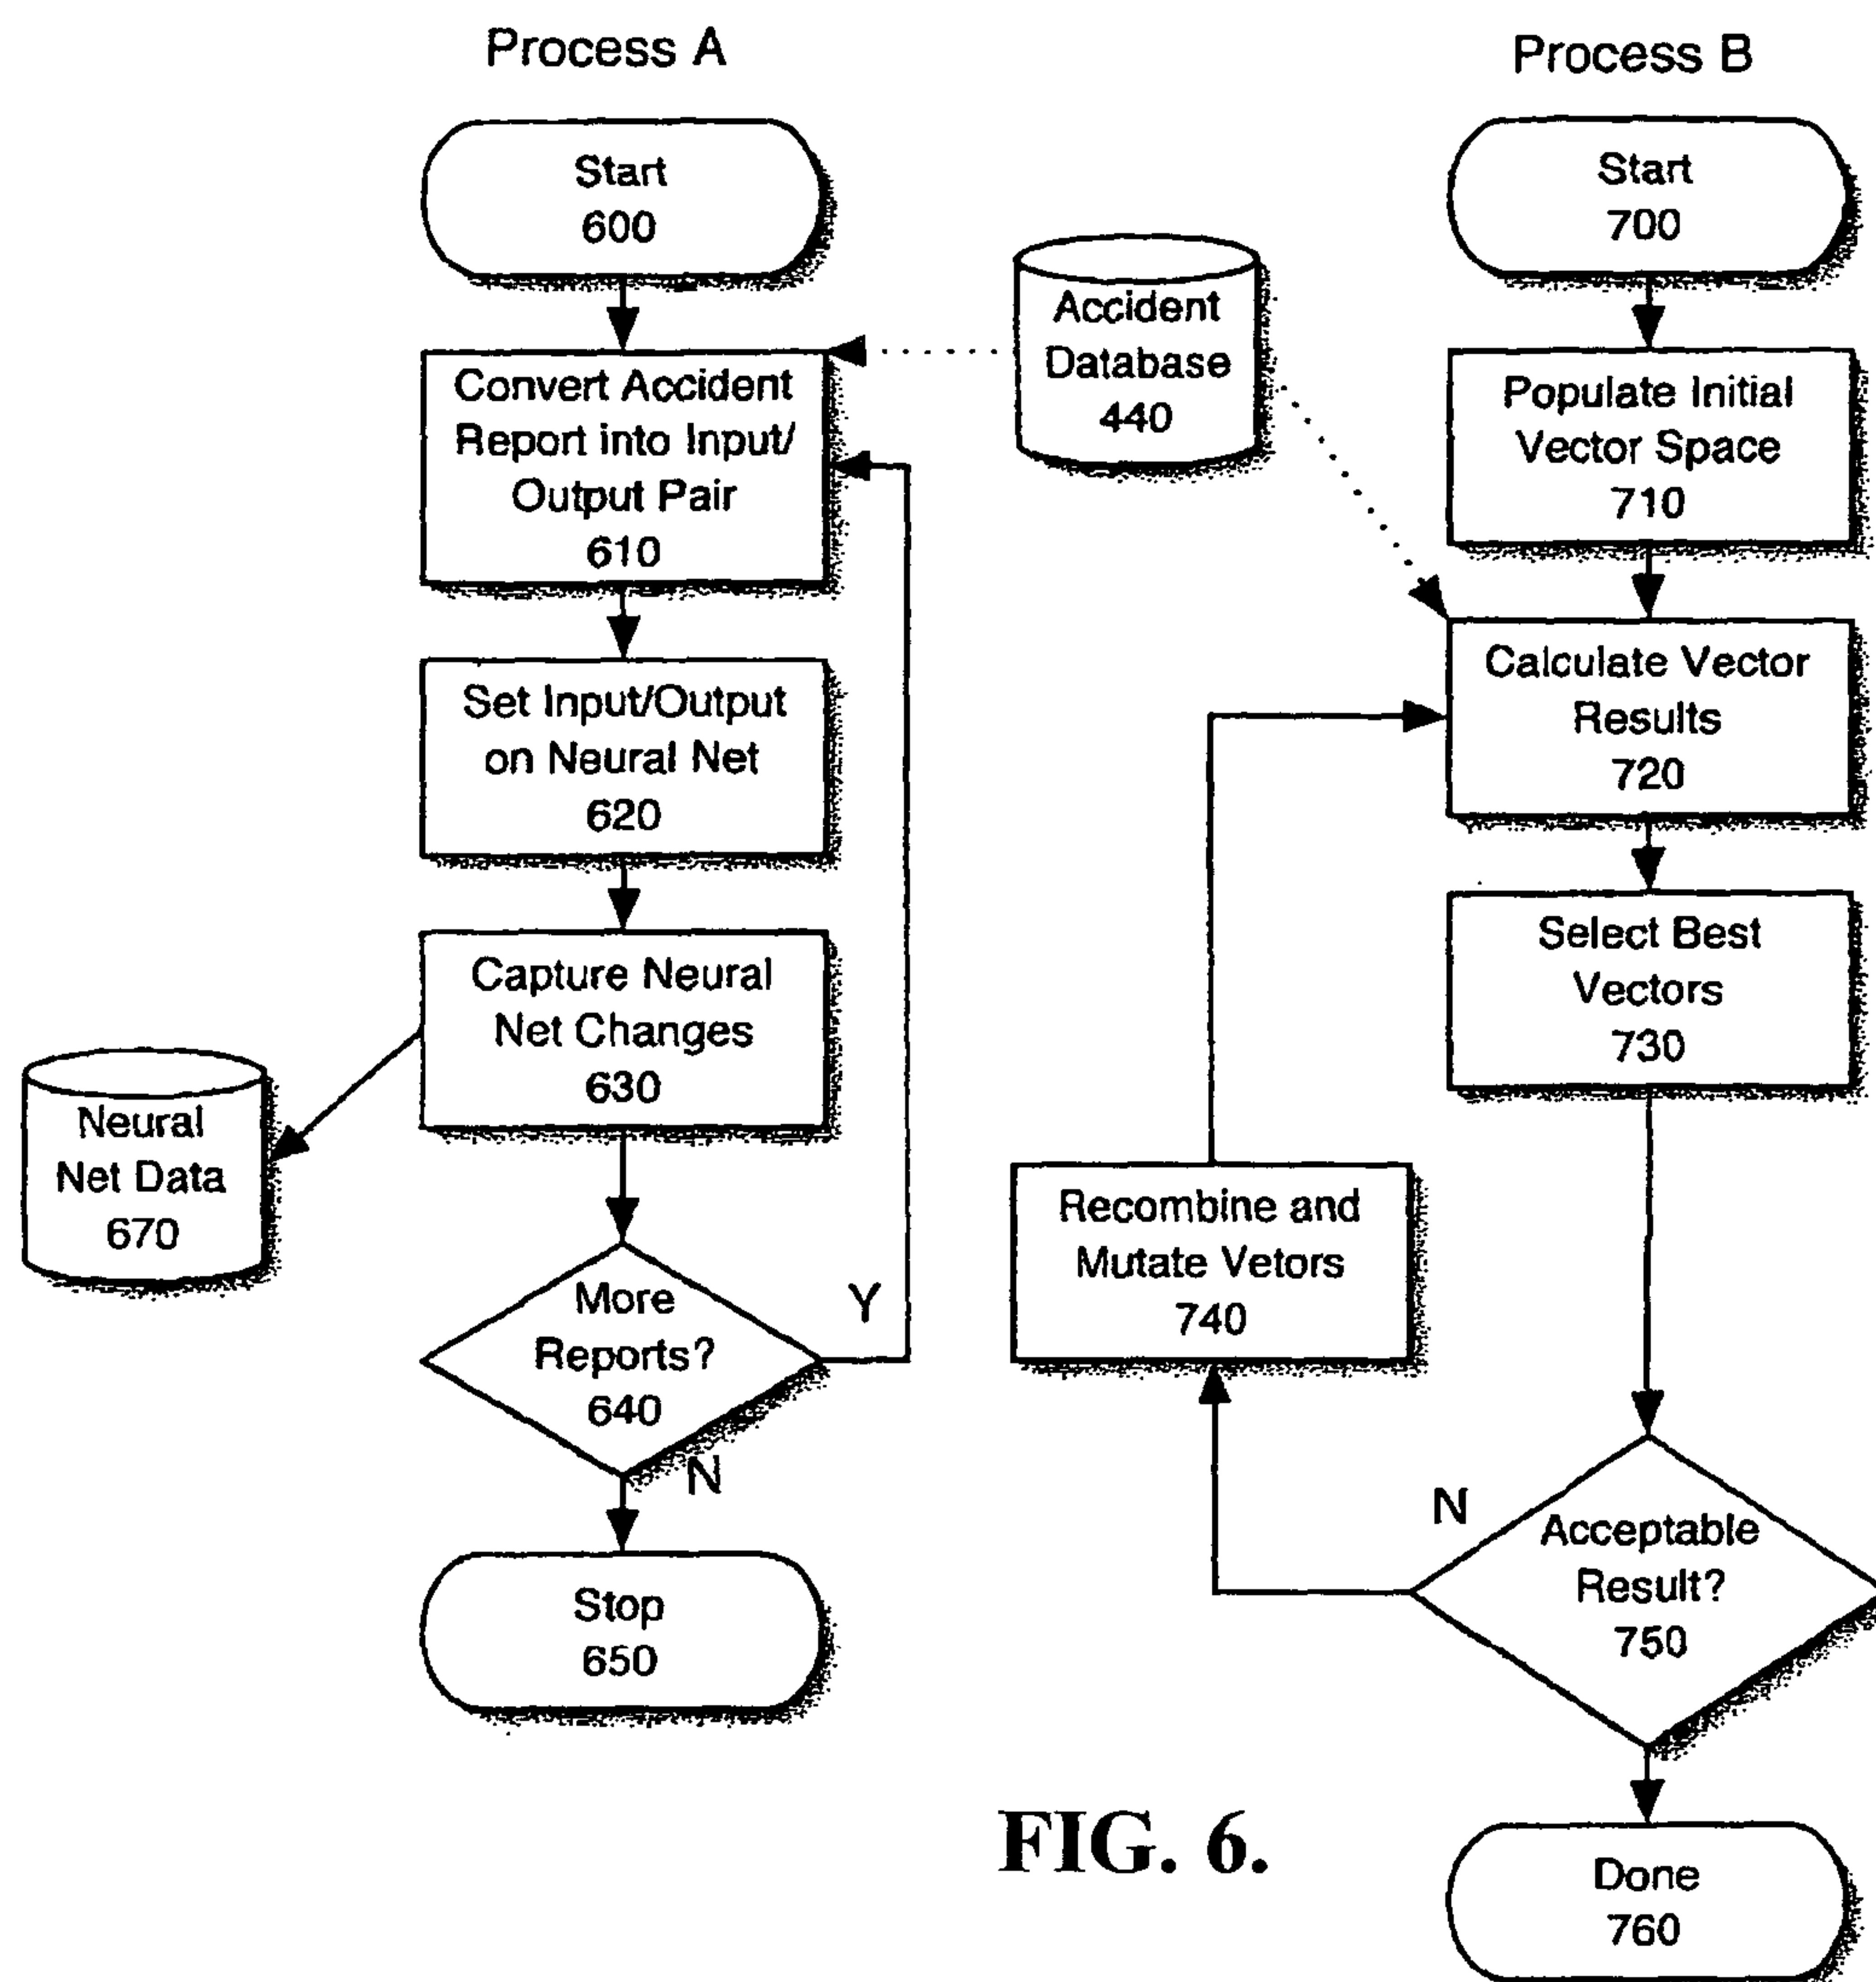 Process A
Start
600
Convert Accident
Report into Input/
Output Pair
610
Set Input/Output
on Neural Net
620
Capture Neural
Net Changes
630
Neural
Net Data
670
More
Reports?
640
Y
N
Stop
650
Accident
Database
440
Process B
Start
700
Populate Initial
Vector Space
710
Calculate Vector
Results
720
Select Best
Vectors
730
Recombine and
Mutate Vetors
740
N
Acceptable
Result?
750
Done
760
FIG. 6.